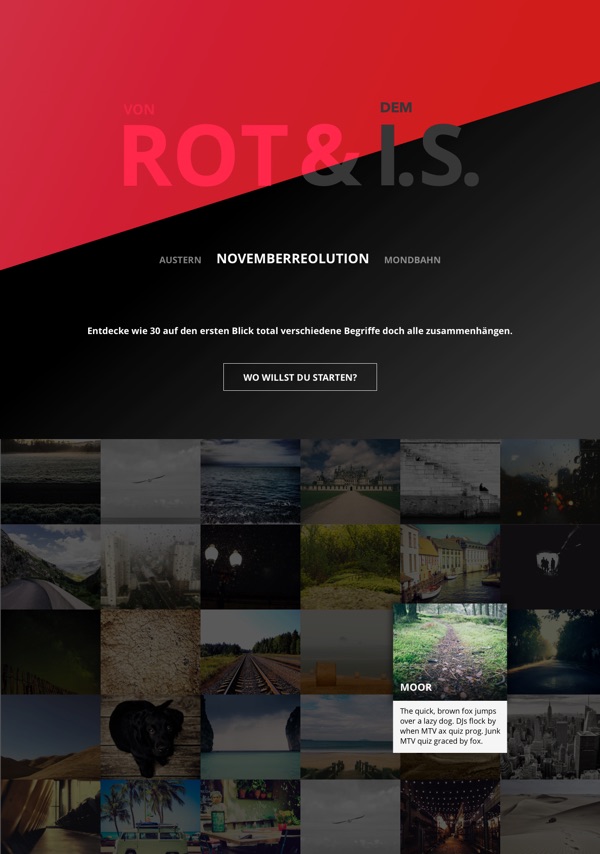 VON
DEM
ROT & I.S.
AUSTERN NOVEMBERREOLUTION MONDBAHN
Entdecke wie 30 auf den ersten Blick total verschiedene Begriffe doch alle zusammenhängen.
WO WILLST DU STARTEN?
MOOR
The quick, brown fox jumps
over a lazy dog. DJs flock by
when MTV ax quiz prog. Junk
MTV quiz graced by fox.